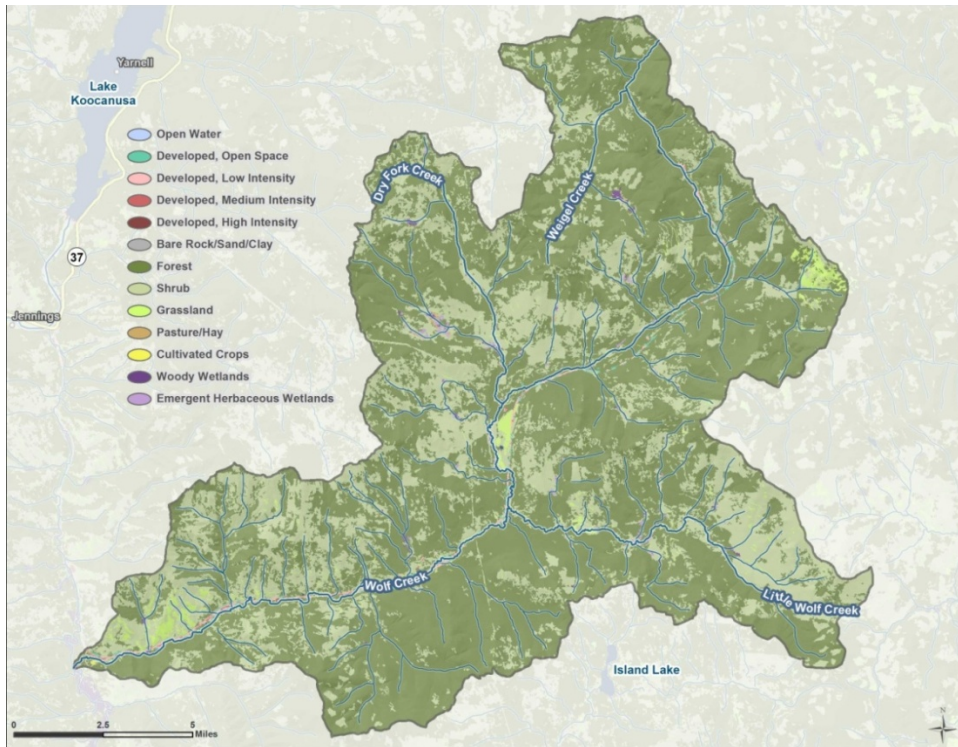 Yarnell
Lake
Koocanusa
Open Water
Developed, Open Space
Developed, Low Intensity
Developed, Medium Intensity
Developed, High Intensity
Bare Rock/Sand/Clay
Forest
Shrub
Grassland
Pasture/Hay
Cultivated Crops
Woody Wetlands
Emergent Herbaceous Wetlands
37
Jennings
Dry Fork Creek
Weigel Creek
Wolf Creek
Little Wolf Creek
Island Lake
0 2.5 5
Miles
N